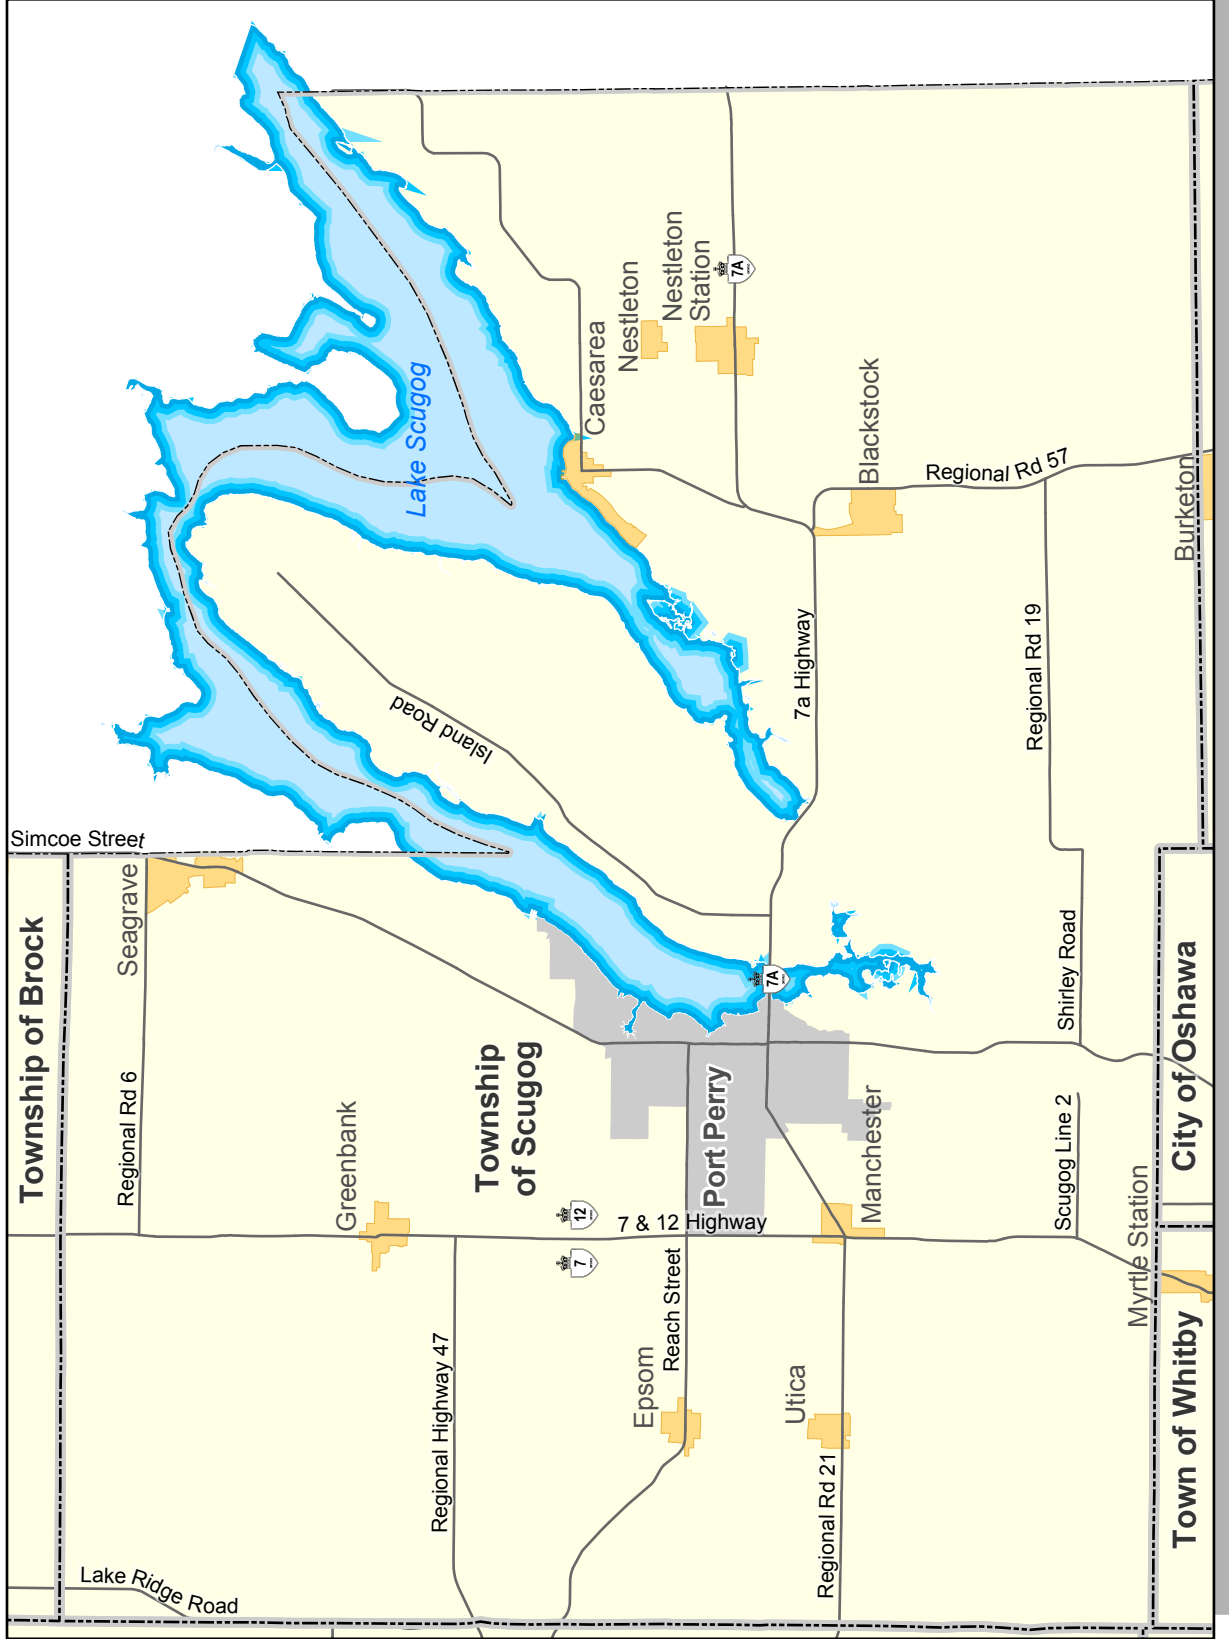 Township of Brock
Simcoe Street
Lake Ridge Road
Regional Rd 6
Seagrave
Greenbank
Regional Highway 47
Township
of Scugog
12
7
7 & 12 Highway
Island Road
Lake Scugog
Caesarea
Nestleton
Nestleton
Station
7A
Epsom
Reach Street
Port Perry
7A
7a Highway
Blackstock
Utica
Regional Rd 21
Manchester
Regional Rd 57
Regional Rd 19
Shirley Road
Scugog Line 2
Myrtle Station
Burketon
Town of Whitby
City of Oshawa